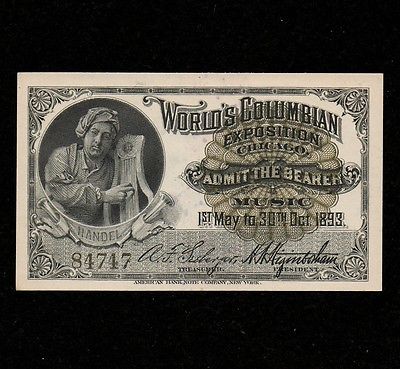 WORLD'S COLUMBIAN
EXPOSITION
CHICAGO,
ADMIT THE BEARER
MUSIC
1ST May to 30TH Oct 1893.
HANDEL
84747
TREASURER.
H. N. Higinbotham
PRESIDENT.
AMERICAN BANK NOTE COMPANY, NEW YORK.